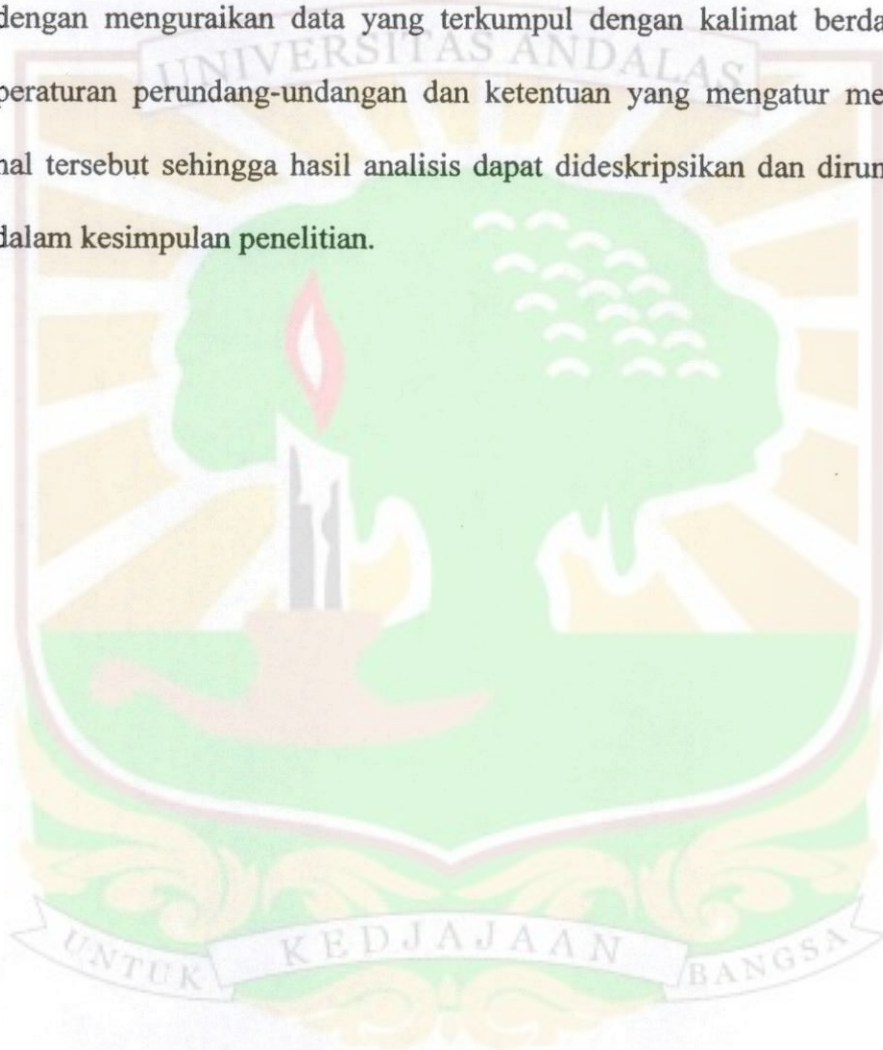 dengan menguraikan data yang terkumpul dengan kalimat berda
UNIVERSITAS ANDALAS
peraturan perundang-undangan dan ketentuan yang mengatur me
hal tersebut sehingga hasil analisis dapat dideskripsikan dan dirun
dalam kesimpulan penelitian.
UNTUK KEDJAJAAN BANGSA